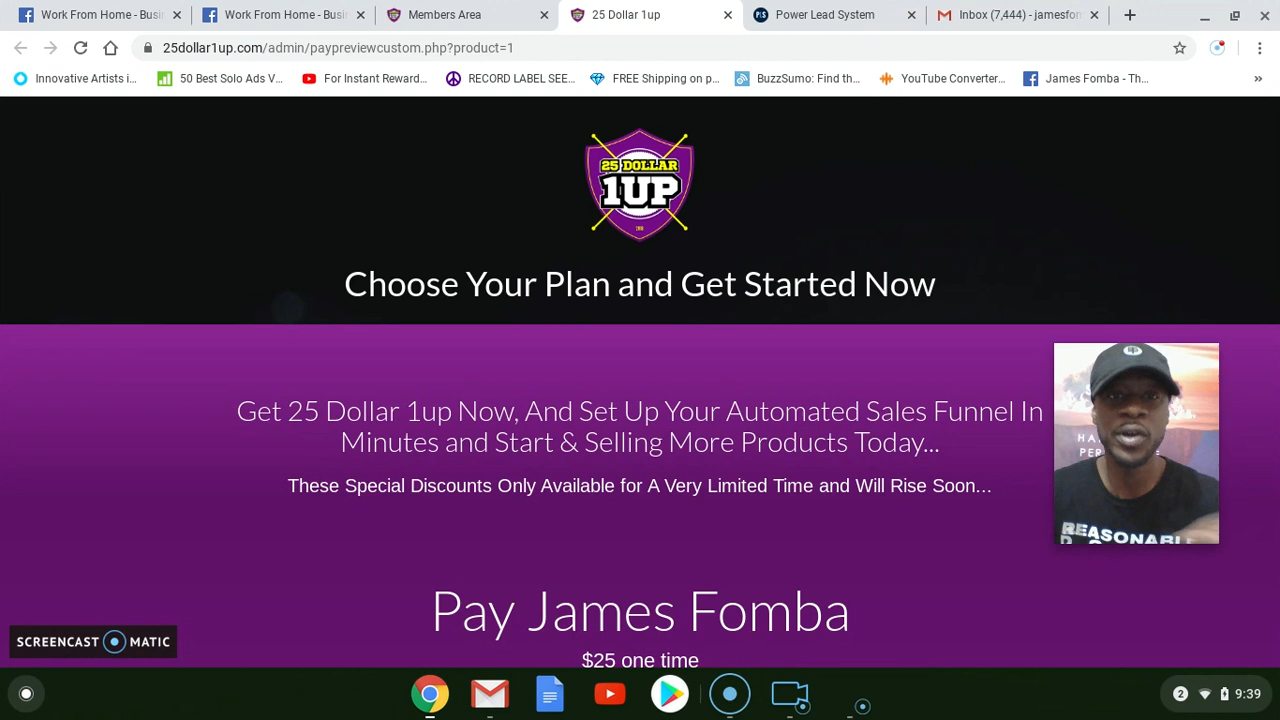 Work From Home - Busi
Work From Home - Busin
Members Area
25 Dollar 1up
Power Lead System
Inbox (7,444) - jamesfon
25dollar1up.com/admin/paypreviewcustom.php?product=1
Innovative Artists i...
50 Best Solo Ads V...
For Instant Reward...
RECORD LABEL SEE...
FREE Shipping on p...
BuzzSumo: Find th...
YouTube Converter...
James Fomba - Th...
25 DOLLAR
1UP
Choose Your Plan and Get Started Now
Get 25 Dollar 1up Now, And Set Up Your Automated Sales Funnel In
Minutes and Start & Selling More Products Today...
These Special Discounts Only Available for A Very Limited Time and Will Rise Soon...
REASONABLE
Pay James Fomba
$25 one time
SCREENCAST MATIC
2
9:39